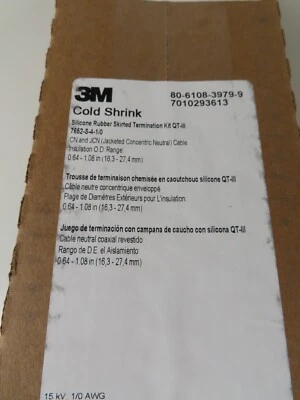 3M
80-6108-3979-9
7010293613
Cold Shrink
Silicone Rubber Skirted Termination Kit QT-III
7652-S-4-1/0
CN and JCN (Jacketed Concentric Neutral) Cable
Insulation O.D. Range:
0.64 - 1.08 in (16,3 - 27,4 mm)
Trousse de terminaison chemisée en caoutchouc silicone QT-III
Câble neutre concentrique enveloppé
Plage de Diamètres Extérieurs pour L'insulation
0.64 - 1.08 in (16,3 - 27,4 mm)
Juego de terminación con campana de caucho con silicona QT-III
Cable neutral coaxial revestido
Rango de D.E. el Aislamiento
0.64 - 1.08 in (16,3 - 27,4 mm)
15 kV 1/0 AWG